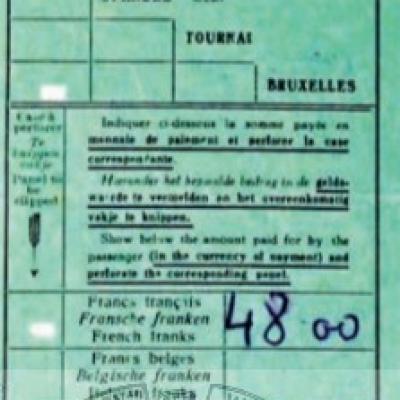 TOURNAI
BRUXELLES
Case à
perforer
Te
knippen
vakje
Panel to
be
clipped
Indiquer ci-dessous la somme payée en
monnaie de paiement et perforer la case
correspondante.
Hieronder het bepaalde bedrag in de gelds-
waarde te vermelden en het overeenkomstig
vakje te knippen.
Show below the amount paid for by the
passenger (in the currency of payment) and
perforate the corresponding panel.
Francs français
Fransche franken
French franks
48 00
Francs belges
Belgische franken